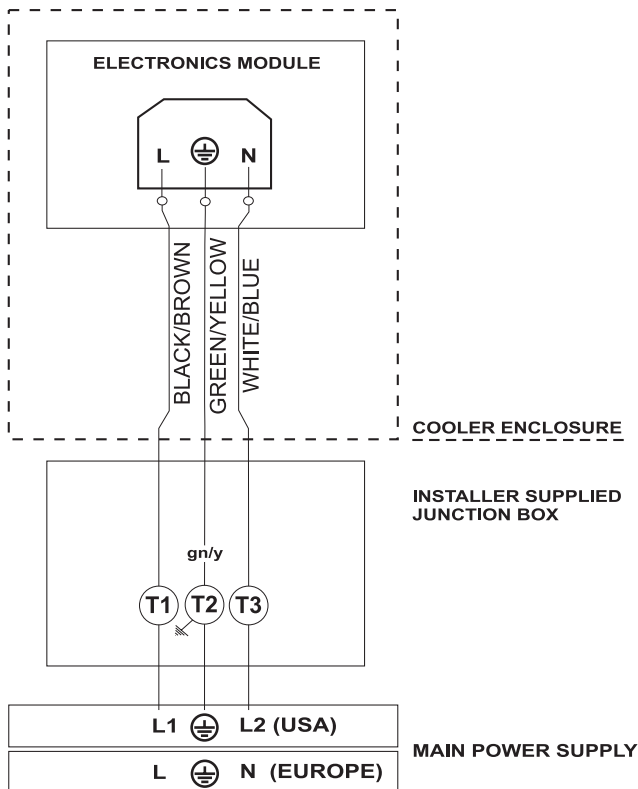 ELECTRONICS MODULE
L N
BLACK/BROWN
GREEN/YELLOW
WHITE/BLUE
COOLER ENCLOSURE
INSTALLER SUPPLIED
JUNCTION BOX
gn/y
T1 T2 T3
L1 L2 (USA)
MAIN POWER SUPPLY
L N (EUROPE)